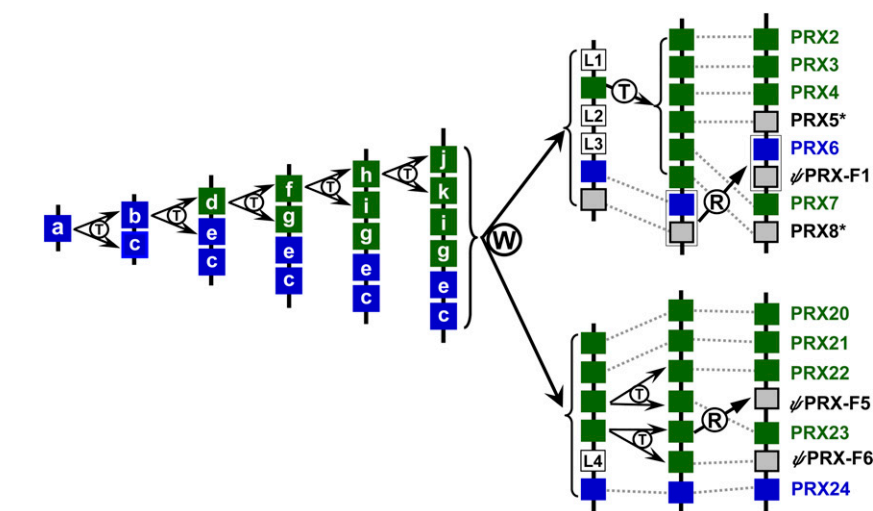 a
T
b
c
T
d
e
c
T
f
g
e
c
T
h
i
g
e
c
T
j
k
i
g
e
c
W
L1
L2
L3
T
R
PRX2
PRX3
PRX4
PRX5*
PRX6
ψPRX-F1
PRX7
PRX8*
L4
T
T
R
PRX20
PRX21
PRX22
ψPRX-F5
PRX23
ψPRX-F6
PRX24